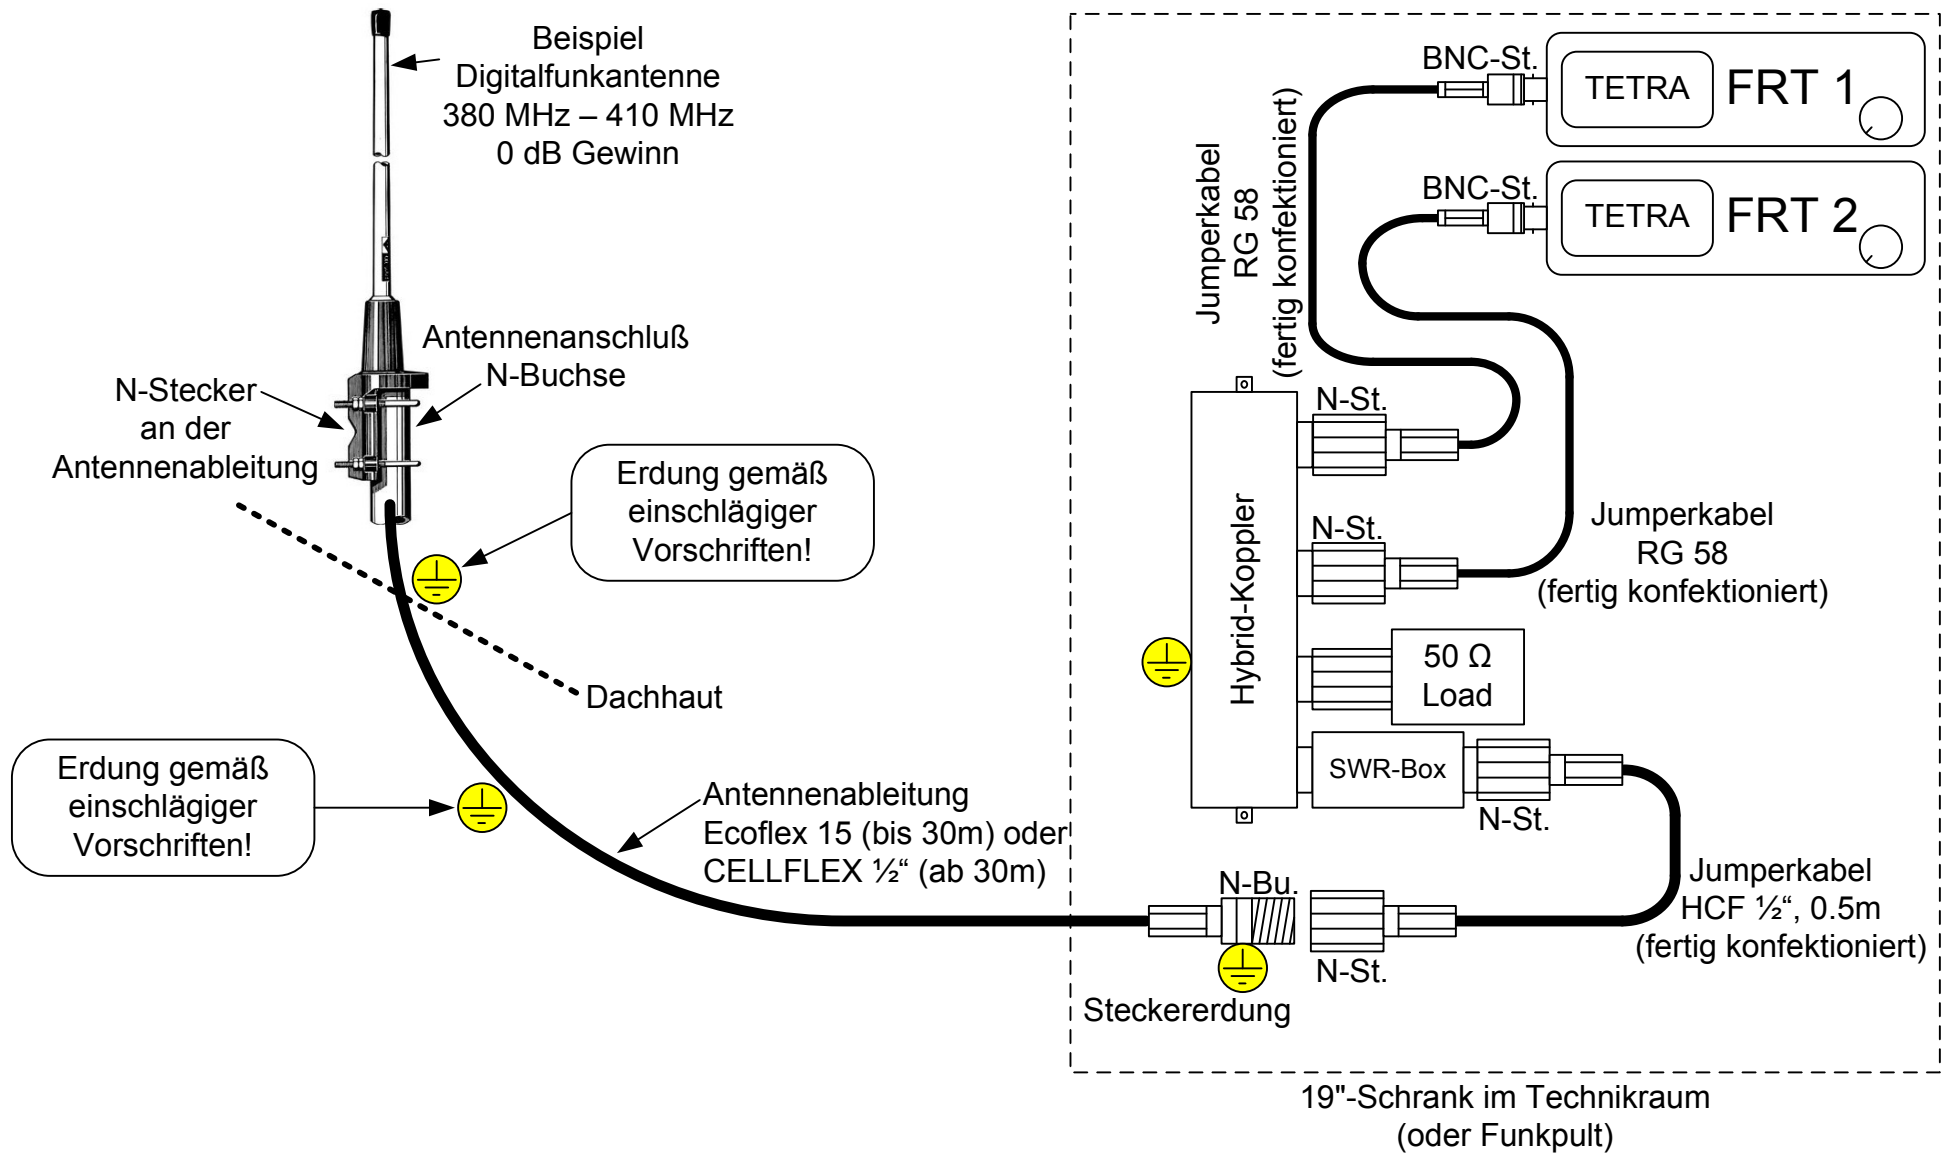 Beispiel
Digitalfunkantenne
380 MHz – 410 MHz
0 dB Gewinn
Antennenanschluß
N-Buchse
N-Stecker
an der
Antennenableitung
Erdung gemäß
einschlägiger
Vorschriften!
Dachhaut
Erdung gemäß
einschlägiger
Vorschriften!
Antennenableitung
Ecoflex 15 (bis 30m) oder
CELLFLEX ½“ (ab 30m)
BNC-St.
TETRA
FRT 1
BNC-St.
TETRA
FRT 2
Jumperkabel
RG 58
(fertig konfektioniert)
N-St.
N-St.
Hybrid-Koppler
Jumperkabel
RG 58
(fertig konfektioniert)
50 Ω
Load
SWR-Box
N-St.
Jumperkabel
HCF ½“, 0.5m
(fertig konfektioniert)
N-Bu.
N-St.
Steckererdung
19"-Schrank im Technikraum
(oder Funkpult)